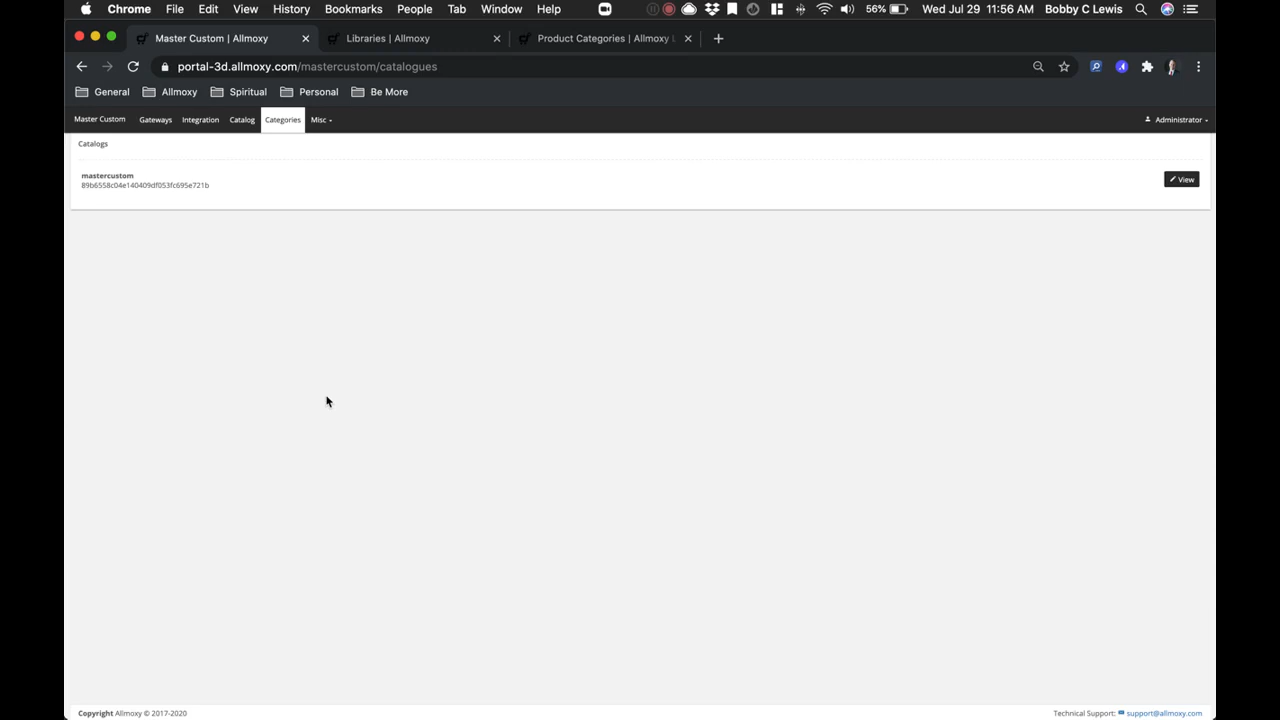 Chrome File Edit View History Bookmarks People Tab Window Help 56% Wed Jul 29 11:56 AM Bobby C Lewis
Master Custom | Allmoxy Libraries | Allmoxy Product Categories | Allmoxy
portal-3d.allmoxy.com/mastercustom/catalogues
General Allmoxy Spiritual Personal Be More
Master Custom Gateways Integration Catalog Categories Misc Administrator
Catalogs
mastercustom
89b6558c04e140409df053fc695e721b
View
Copyright Allmoxy © 2017-2020 Technical Support: support@allmoxy.com